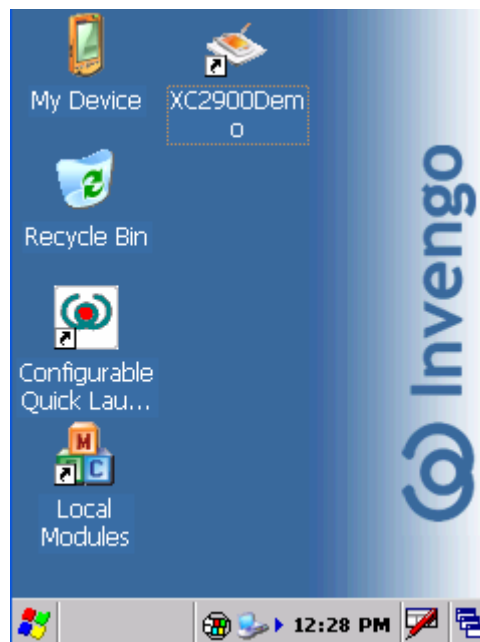 My Device
XC2900Dem
o
Recycle Bin
Configurable
Quick Lau...
Local
Modules
Invengo
M
C
12:28 PM